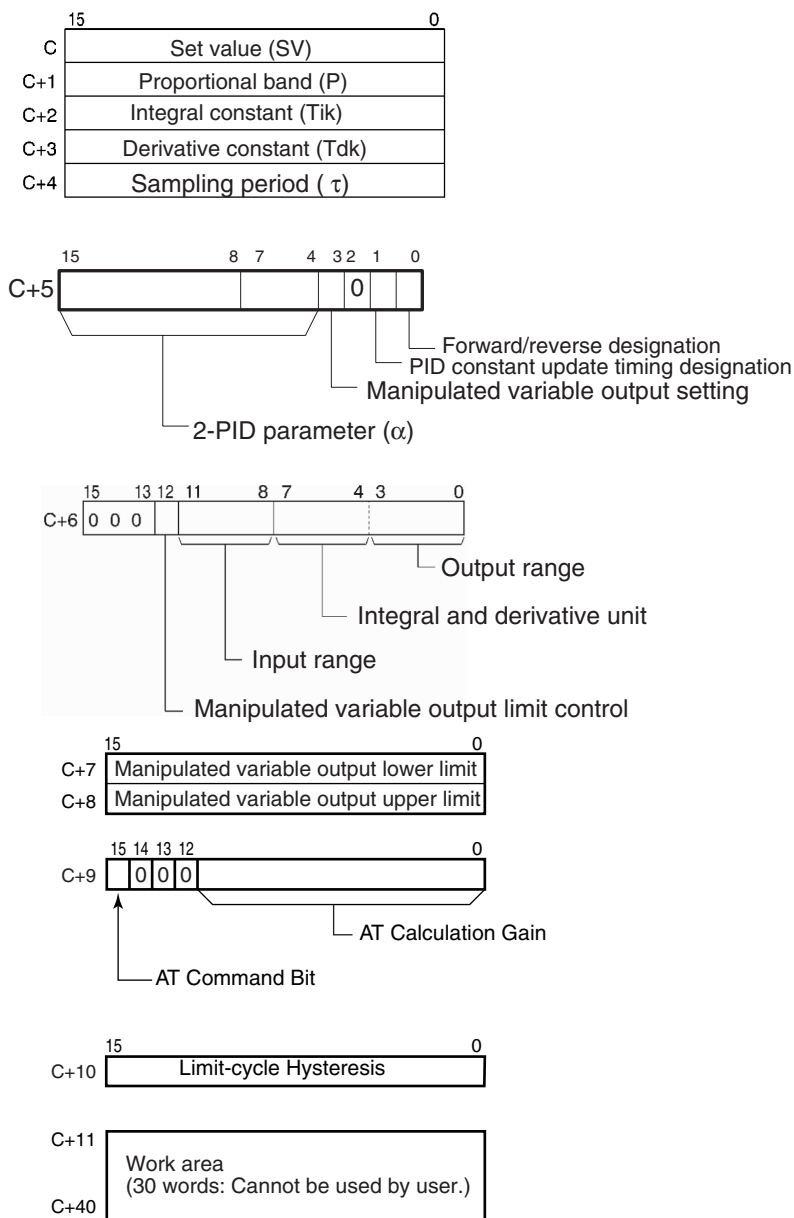 15 0
C Set value (SV)
C+1 Proportional band (P)
C+2 Integral constant (Tik)
C+3 Derivative constant (Tdk)
C+4 Sampling period ( τ)
15 8 7 4 3 2 1 0
C+5 0
Forward/reverse designation
PID constant update timing designation
Manipulated variable output setting
2-PID parameter (α)
15 13 12 11 8 7 4 3 0
C+6 0 0 0
Output range
Integral and derivative unit
Input range
Manipulated variable output limit control
15 0
C+7 Manipulated variable output lower limit
C+8 Manipulated variable output upper limit
15 14 13 12 0
C+9 0 0 0
AT Calculation Gain
AT Command Bit
15 0
C+10 Limit-cycle Hysteresis
C+11
Work area
(30 words: Cannot be used by user.)
C+40